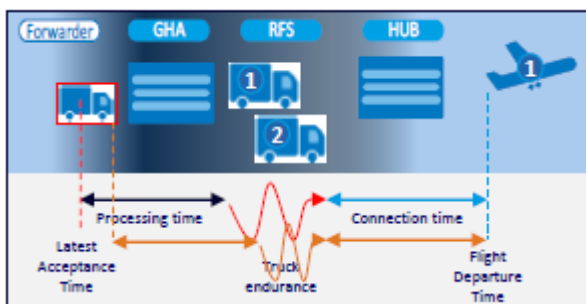 Forwarder GHA RFS HUB
1
1
2
Processing time
Connection time
Latest
Acceptance
Time
Truck
endurance
Flight
Departure
Time